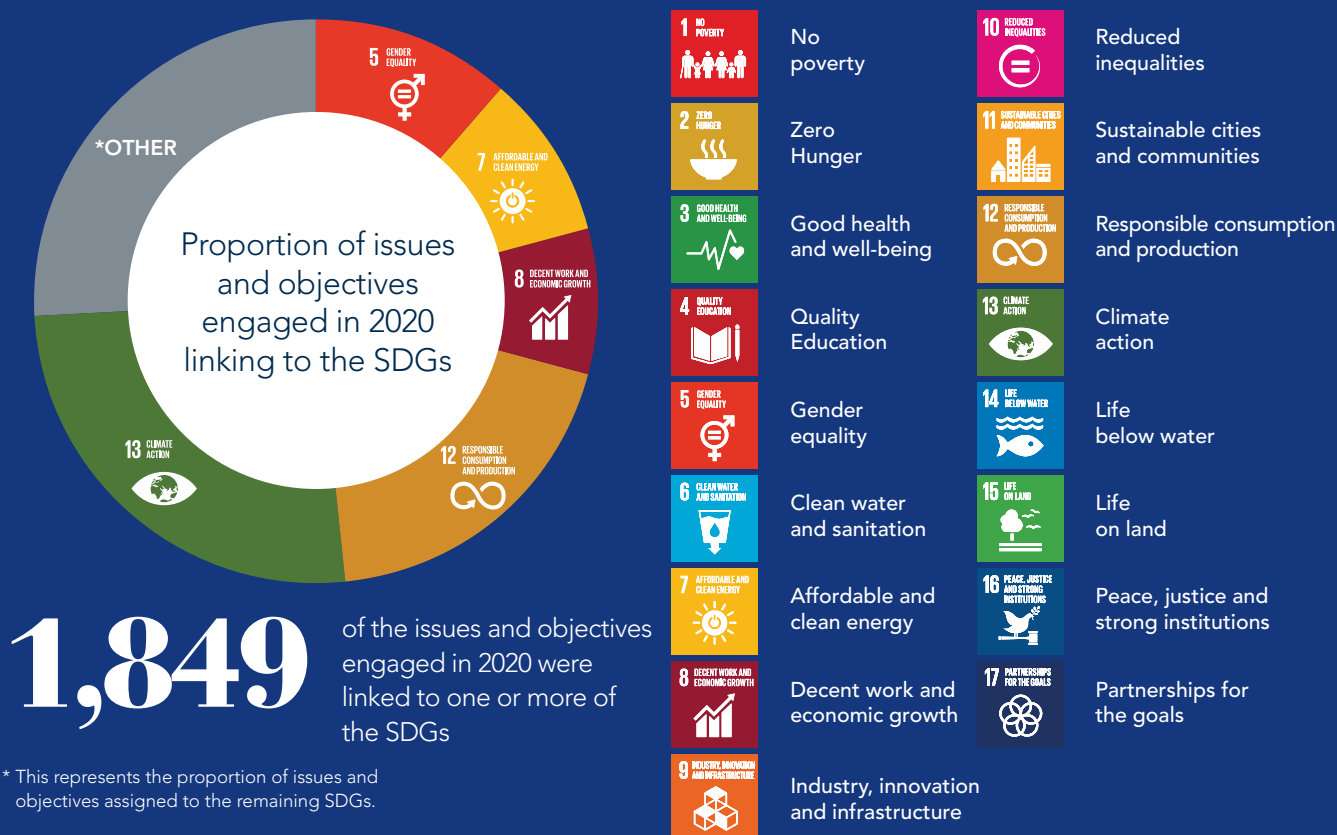 5 GENDER
EQUALITY
*OTHER
7 AFFORDABLE AND
CLEAN ENERGY
Proportion of issues
and objectives
engaged in 2020
linking to the SDGs
8 DECENT WORK AND
ECONOMIC GROWTH
13 CLIMATE
ACTION
12 RESPONSIBLE
CONSUMPTION
AND PRODUCTION
1,849
of the issues and objectives
engaged in 2020 were
linked to one or more of
the SDGs
* This represents the proportion of issues and
objectives assigned to the remaining SDGs.
1 NO
POVERTY
No
poverty
2 ZERO
HUNGER
Zero
Hunger
3 GOOD HEALTH
AND WELL-BEING
Good health
and well-being
4 QUALITY
EDUCATION
Quality
Education
5 GENDER
EQUALITY
Gender
equality
6 CLEAN WATER
AND SANITATION
Clean water
and sanitation
7 AFFORDABLE AND
CLEAN ENERGY
Affordable and
clean energy
8 DECENT WORK AND
ECONOMIC GROWTH
Decent work and
economic growth
9 INDUSTRY, INNOVATION
AND INFRASTRUCTURE
Industry, innovation
and infrastructure
10 REDUCED
INEQUALITIES
Reduced
inequalities
11 SUSTAINABLE CITIES
AND COMMUNITIES
Sustainable cities
and communities
12 RESPONSIBLE
CONSUMPTION
AND PRODUCTION
Responsible consumption
and production
13 CLIMATE
ACTION
Climate
action
14 LIFE
BELOW WATER
Life
below water
15 LIFE
ON LAND
Life
on land
16 PEACE, JUSTICE
AND STRONG
INSTITUTIONS
Peace, justice and
strong institutions
17 PARTNERSHIPS
FOR THE GOALS
Partnerships for
the goals